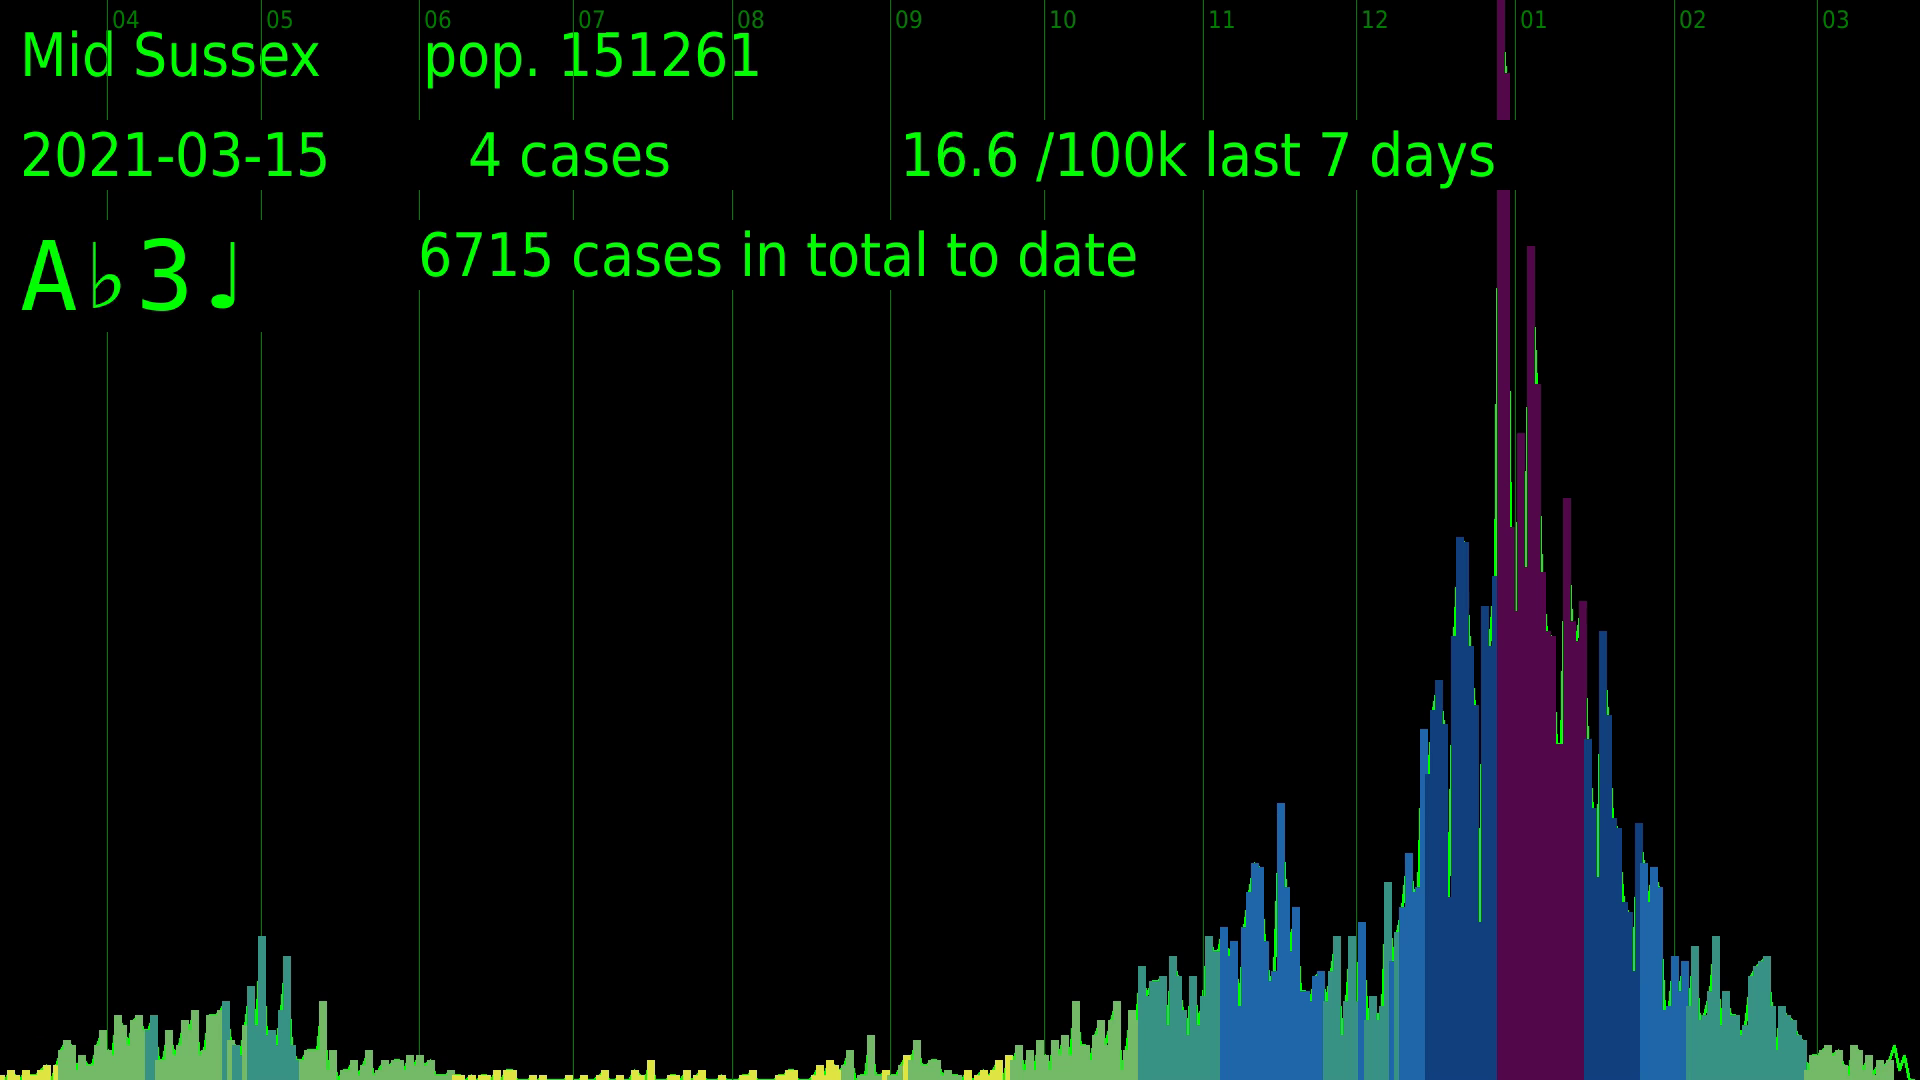 04 05 06 07 08 09 10 11 12 01 02 03
Mid Sussex pop. 151261
2021-03-15 4 cases 16.6 /100k last 7 days
A♭3♩ 6715 cases in total to date